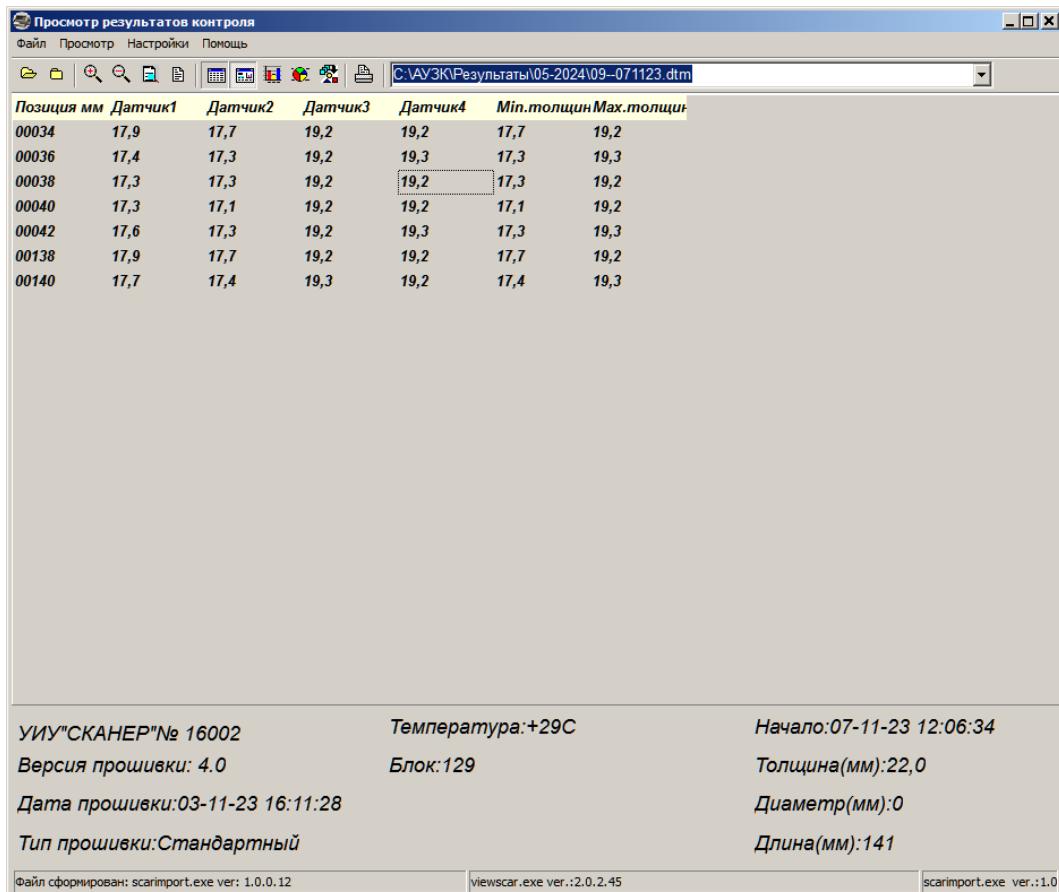 Просмотр результатов контроля
Файл Просмотр Настройки Помощь
C:\АУЗК\Результаты\05-2024\09--071123.dtm
Позиция мм Датчик1 Датчик2 Датчик3 Датчик4 Min.толщин Max.толщин
00034 17,9 17,7 19,2 19,2 17,7 19,2
00036 17,4 17,3 19,2 19,3 17,3 19,3
00038 17,3 17,3 19,2 19,2 17,3 19,2
00040 17,3 17,1 19,2 19,2 17,1 19,2
00042 17,6 17,3 19,2 19,3 17,3 19,3
00138 17,9 17,7 19,2 19,2 17,7 19,2
00140 17,7 17,4 19,3 19,2 17,4 19,3
УИУ"СКАНЕР"№ 16002 Температура:+29C Начало:07-11-23 12:06:34
Версия прошивки: 4.0 Блок:129 Толщина(мм):22,0
Дата прошивки:03-11-23 16:11:28 Диаметр(мм):0
Тип прошивки:Стандартный Длина(мм):141
Файл сформирован: scarimport.exe ver: 1.0.0.12 viewscar.exe ver.:2.0.2.45 scarimport.exe ver.:1.0